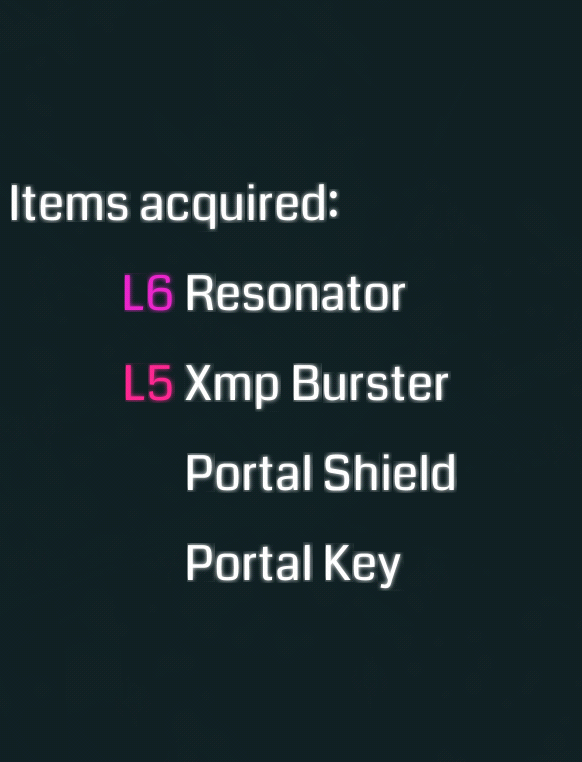 Items acquired:
L6 Resonator
L5 Xmp Burster
Portal Shield
Portal Key